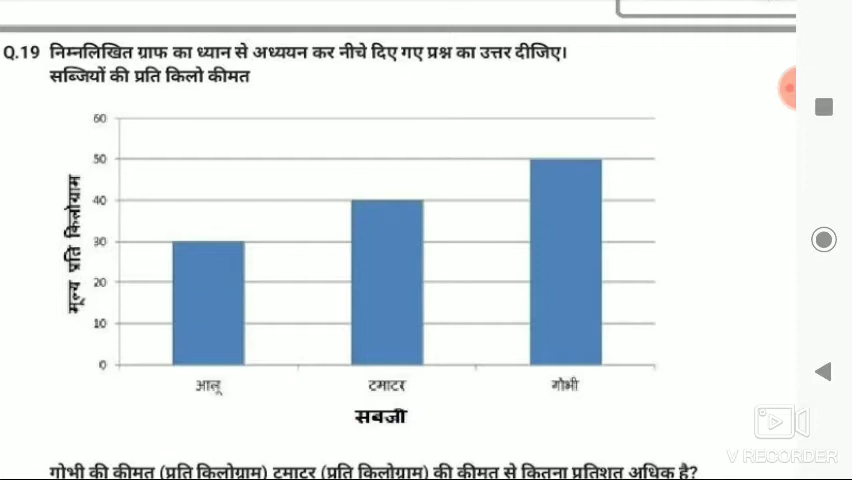 Q.19 निम्नलिखित ग्राफ का ध्यान से अध्ययन कर नीचे दिए गए प्रश्न का उत्तर दीजिए।
सब्जियों की प्रति किलो कीमत
60
50
40
30
20
10
0
मूल्य प्रति किलोग्राम
आलू टमाटर गोभी
सबजी
गोभी की कीमत (प्रति किलोग्राम) टमाटर (प्रति किलोग्राम) की कीमत से कितना प्रतिशत अधिक है?
V RECORDER